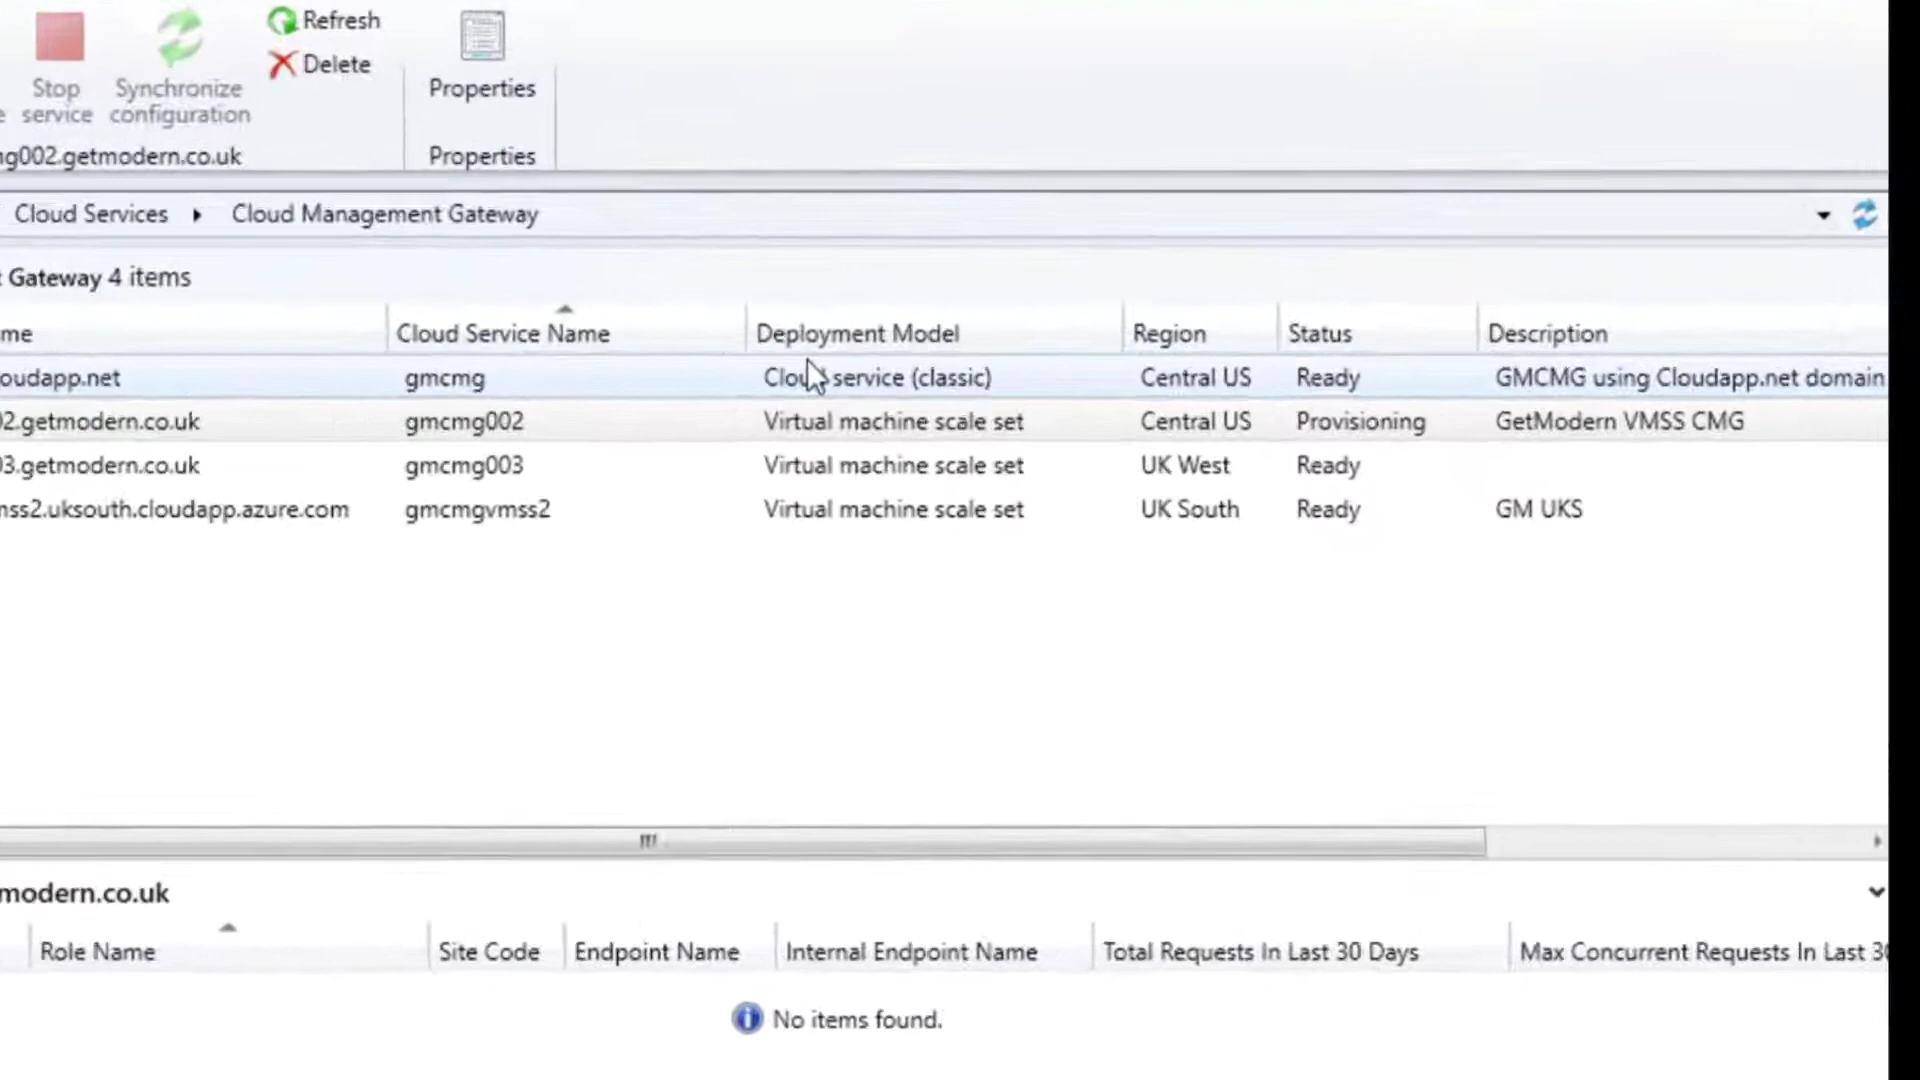 Refresh
Delete
Stop service
Synchronize configuration
Properties
g002.getmodern.co.uk
Properties
Cloud Services Cloud Management Gateway
Gateway 4 items
me Cloud Service Name Deployment Model Region Status Description
oudapp.net gmcmg Cloud service (classic) Central US Ready GMCMG using Cloudapp.net domain
02.getmodern.co.uk gmcmg002 Virtual machine scale set Central US Provisioning GetModern VMSS CMG
03.getmodern.co.uk gmcmg003 Virtual machine scale set UK West Ready
mss2.uksouth.cloudapp.azure.com gmcmgvmss2 Virtual machine scale set UK South Ready GM UKS
modern.co.uk
Role Name Site Code Endpoint Name Internal Endpoint Name Total Requests In Last 30 Days Max Concurrent Requests In Last 30
No items found.